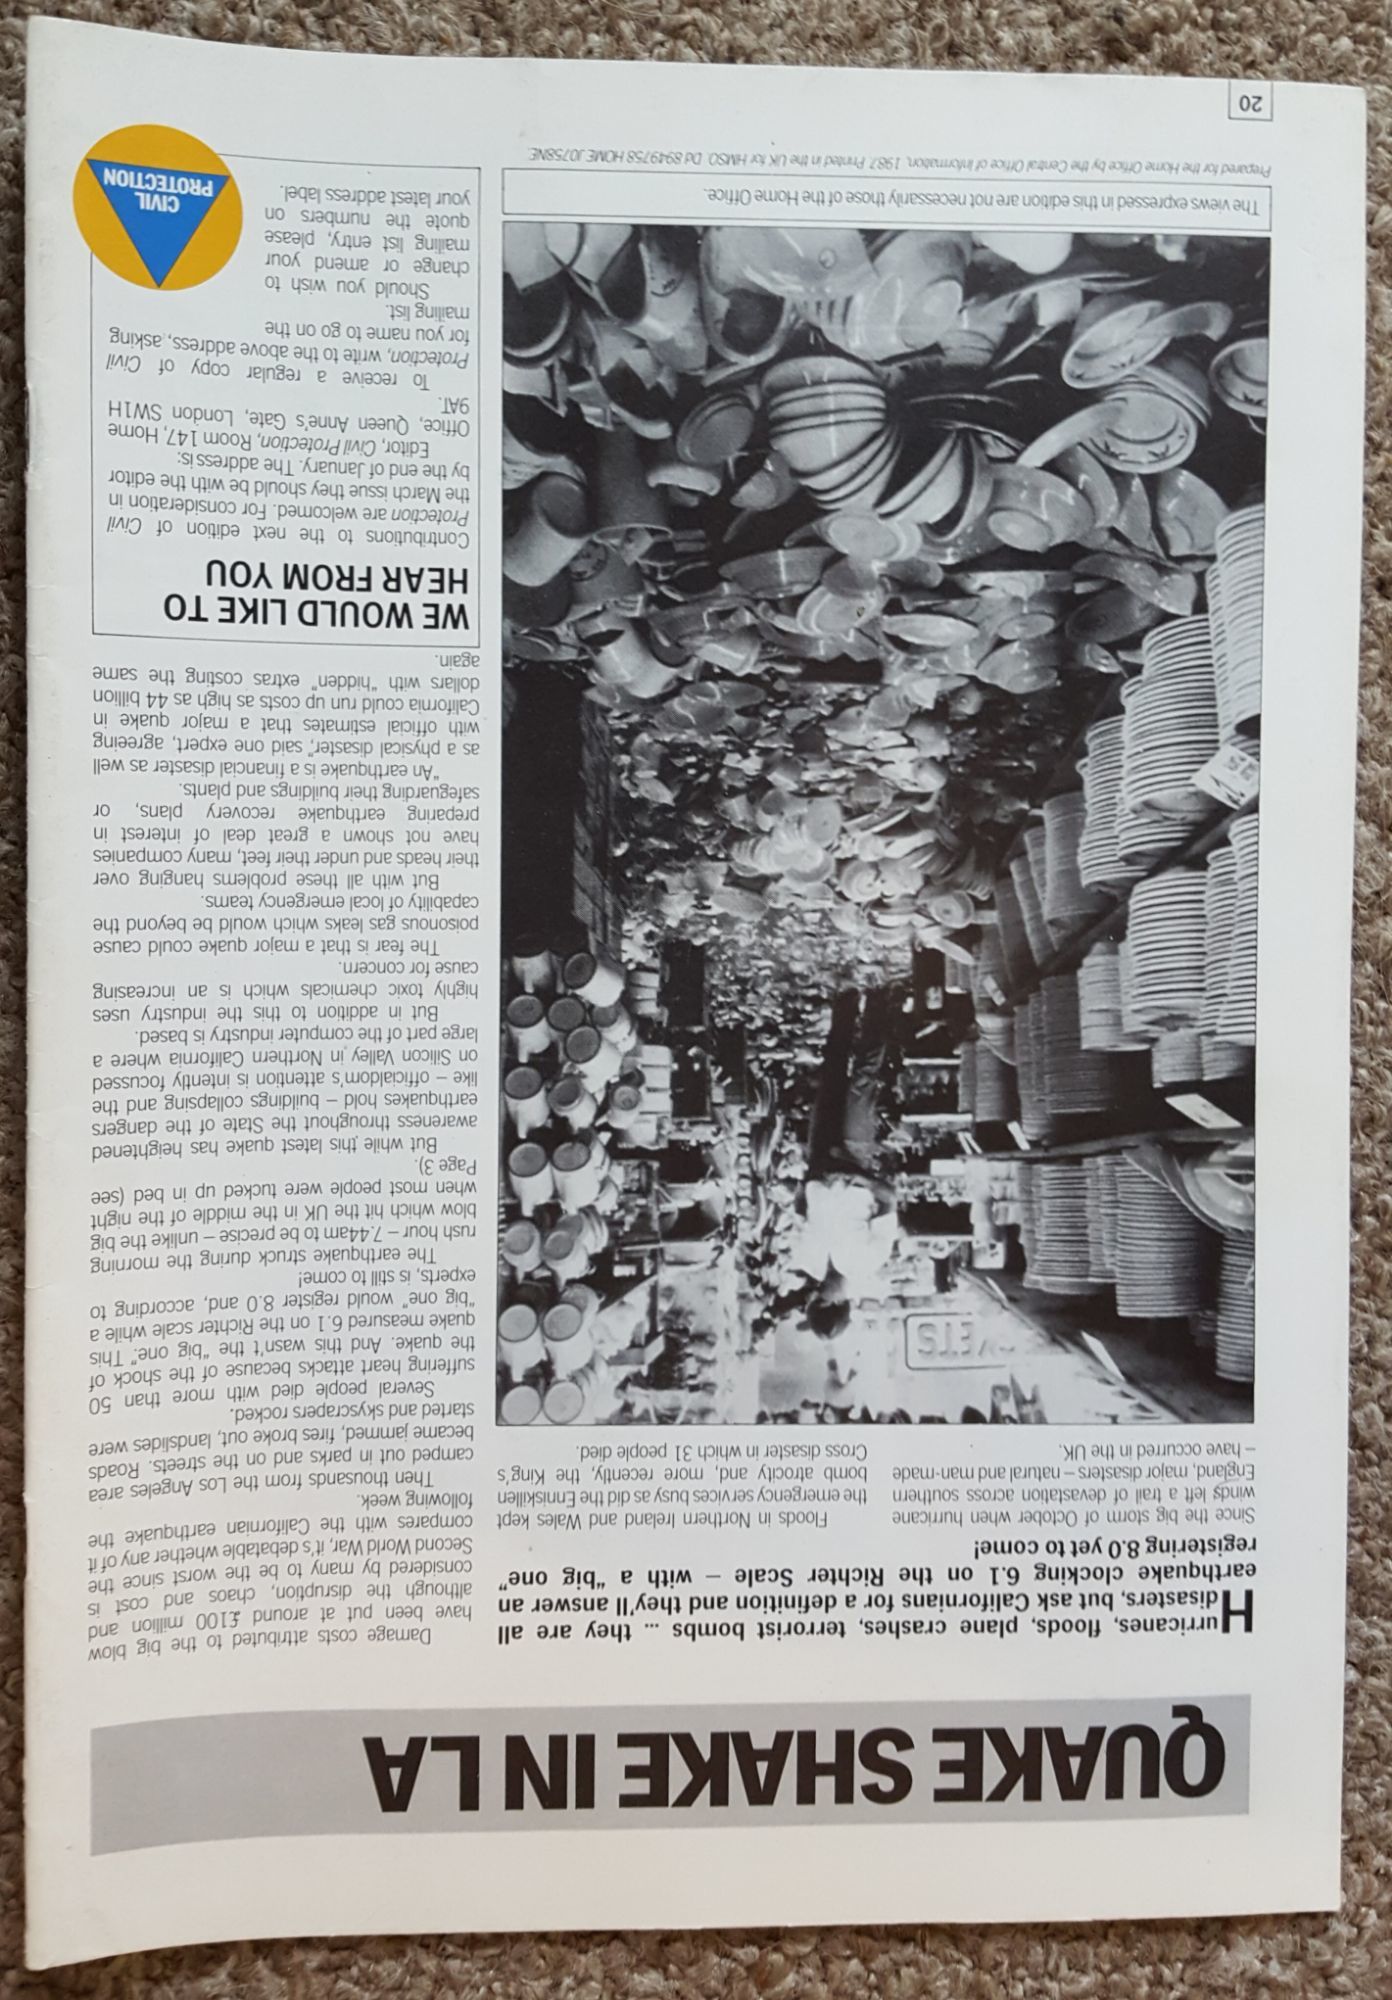 QUAKE SHAKE IN LA
Hurricanes, floods, plane crashes, terrorist bombs ... they are all
disasters, but ask Californians for a definition and they'll answer an
earthquake clocking 6.1 on the Richter Scale – with a "big one"
registering 8.0 yet to come!
Since the big storm of October when hurricane
winds left a trail of devastation across southern
England, major disasters – natural and man-made
– have occurred in the UK.
Floods in Northern Ireland and Wales kept
the emergency services busy as did the Enniskillen
bomb atrocity and, more recently, the King's
Cross disaster in which 31 people died.
Damage costs attributed to the big blow
have been put at around £100 million and
although the disruption, chaos and cost is
considered by many to be the worst since the
Second World War, it's debatable whether any of it
compares with the Californian earthquake the
following week.
Then thousands from the Los Angeles area
camped out in parks and on the streets. Roads
became jammed, fires broke out, landslides were
started and skyscrapers rocked.
Several people died with more than 50
suffering heart attacks because of the shock of
the quake. And this wasn't the "big one." This
quake measured 6.1 on the Richter scale while a
"big one" would register 8.0 and, according to
experts, is still to come!
The earthquake struck during the morning
rush hour – 7.44am to be precise – unlike the big
blow which hit the UK in the middle of the night
when most people were tucked up in bed (see
Page 3).
But while this latest quake has heightened
awareness throughout the State of the dangers
earthquakes hold – buildings collapsing and the
like – officialdom's attention is intently focussed
on Silicon Valley in Northern California where a
large part of the computer industry is based.
But in addition to this the industry uses
highly toxic chemicals which is an increasing
cause for concern.
The fear is that a major quake could cause
poisonous gas leaks which would be beyond the
capability of local emergency teams.
But with all these problems hanging over
their heads and under their feet, many companies
have not shown a great deal of interest in
preparing earthquake recovery plans, or
safeguarding their buildings and plants.
"An earthquake is a financial disaster as well
as a physical disaster," said one expert, agreeing
with official estimates that a major quake in
California could run up costs as high as 44 billion
dollars with "hidden" extras costing the same
again.
WE WOULD LIKE TO
HEAR FROM YOU
Contributions to the next edition of Civil
Protection are welcomed. For consideration in
the March issue they should be with the editor
by the end of January. The address is:
Editor, Civil Protection, Room 147, Home
Office, Queen Anne's Gate, London SW1H
9AT.
To receive a regular copy of Civil
Protection, write to the above address, asking
for you name to go on the
mailing list.
Should you wish to
change or amend your
mailing list entry, please
quote the numbers on
your latest address label.
CIVIL
PROTECTION
The views expressed in this edition are not necessarily those of the Home Office.
Prepared for the Home Office by the Central Office of Information. 1987. Printed in the UK for HMSO. Dd 8949758 HOME J0758NE.
20